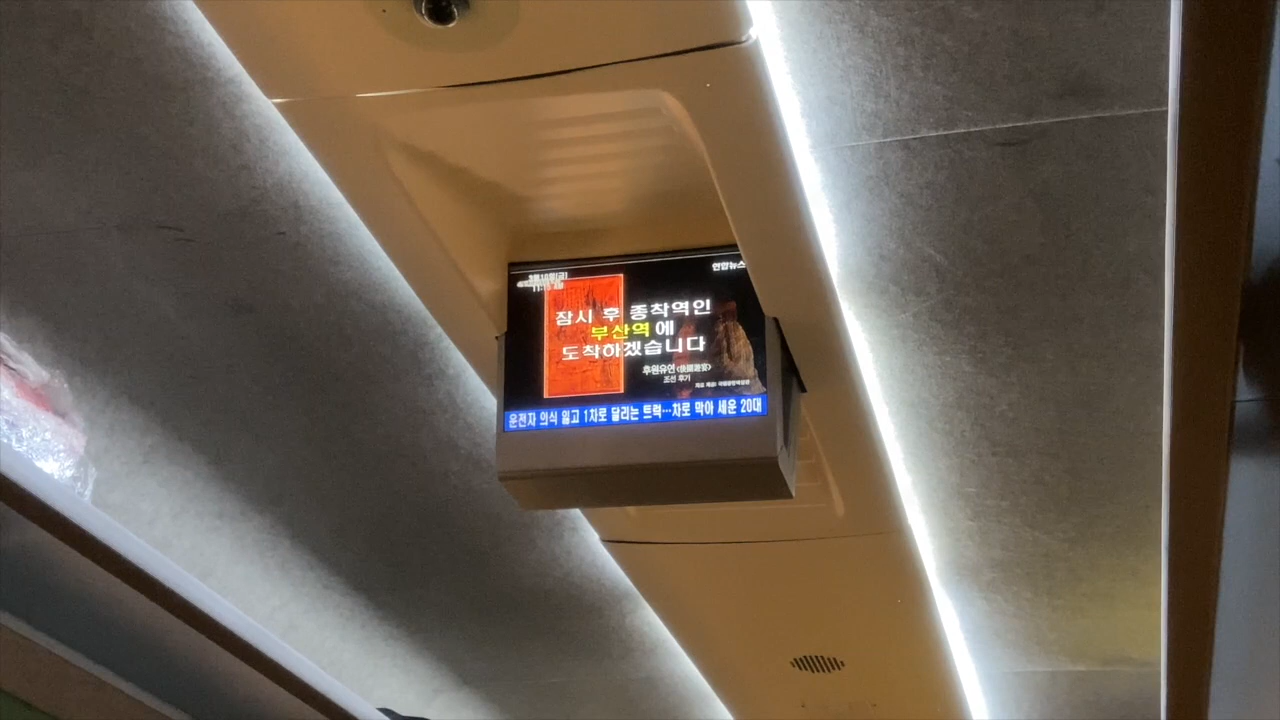 연합뉴스
잠시 후 종착역인
부산역에
도착하겠습니다
후원유연
조선 후기
운전자 의식 잃고 1차로 달리는 트럭…차로 막아 세운 20대